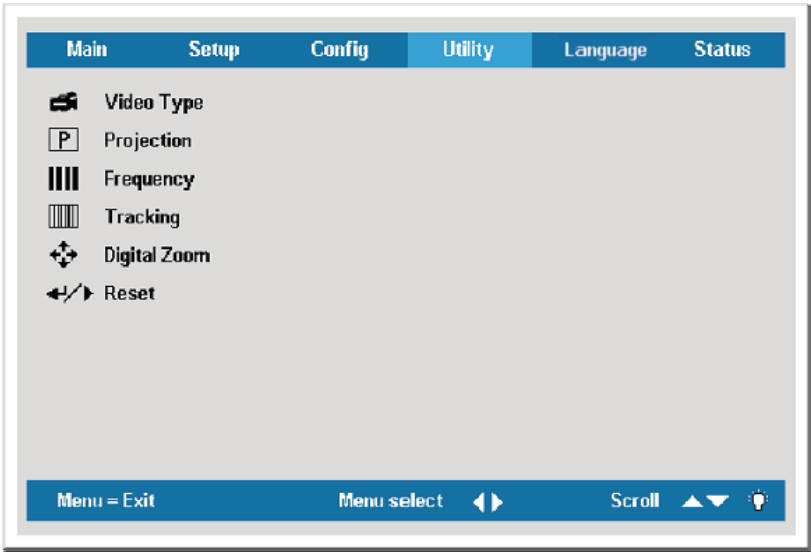 Main Setup Config Utility Language Status
Video Type
P Projection
Frequency
Tracking
Digital Zoom
Reset
Menu = Exit Menu select Scroll